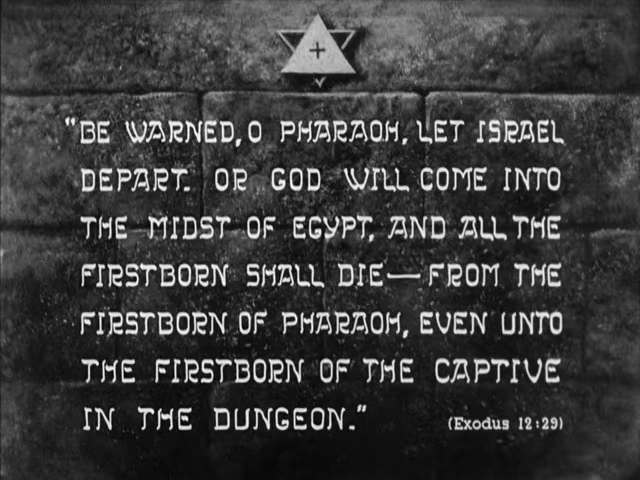 "BE WARNED, O PHARAOH, LET ISRAEL
DEPART. OR GOD WILL COME INTO
THE MIDST OF EGYPT, AND ALL THE
FIRSTBORN SHALL DIE—FROM THE
FIRSTBORN OF PHARAOH, EVEN UNTO
THE FIRSTBORN OF THE CAPTIVE
IN THE DUNGEON."
(Exodus 12:29)